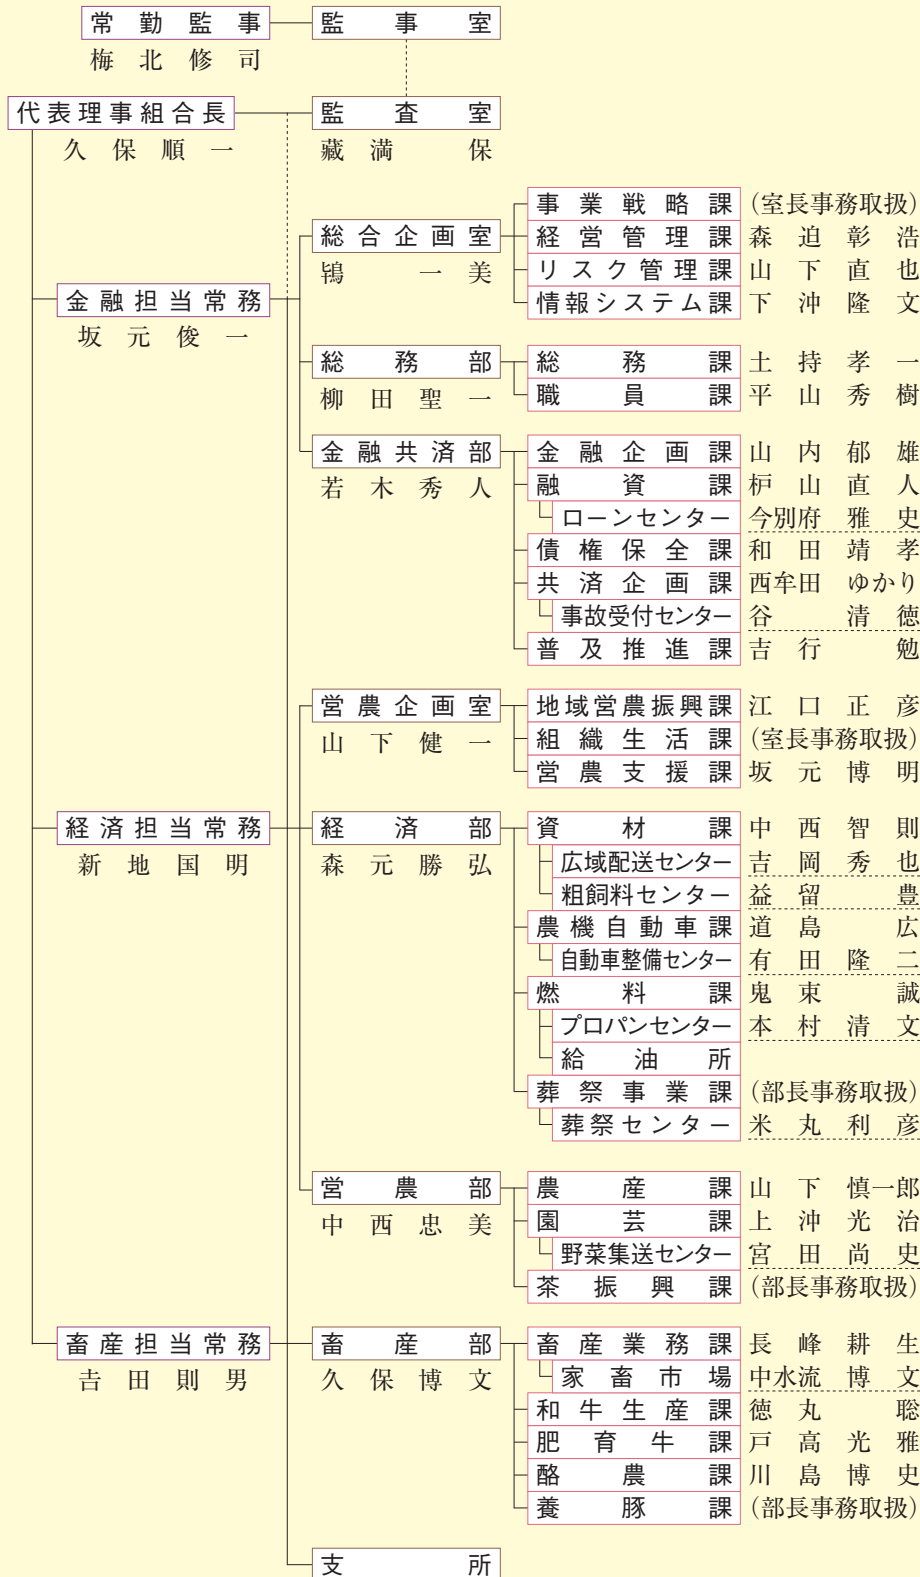 常勤監事 監事室
梅北修司
代表理事組合長 監査室
久保順一 藏満保
事業戦略課 (室長事務取扱)
総合企画室 経営管理課 森迫彰浩
鴇一美 リスク管理課 山下直也
金融担当常務 情報システム課 下沖隆文
坂元俊一
総務部 総務課 土持孝一
柳田聖一 職員課 平山秀樹
金融共済部 金融企画課 山内郁雄
若木秀人 融資課 枦山直人
ローンセンター 今別府雅史
債権保全課 和田靖孝
共済企画課 西牟田ゆかり
事故受付センター 谷清徳
普及推進課 吉行勉
営農企画室 地域営農振興課 江口正彦
山下健一 組織生活課 (室長事務取扱)
営農支援課 坂元博明
経済担当常務 経済部 資材課 中西智則
新地国明 森元勝弘 広域配送センター 吉岡秀也
粗飼料センター 益留豊
農機自動車課 道島広
自動車整備センター 有田隆二
燃料課 鬼束誠
プロパンセンター 本村清文
給油所
葬祭事業課 (部長事務取扱)
葬祭センター 米丸利彦
営農部 農産課 山下慎一郎
中西忠美 園芸課 上沖光治
野菜集送センター 宮田尚史
茶振興課 (部長事務取扱)
畜産担当常務 畜産部 畜産業務課 長峰耕生
𠮷田則男 久保博文 家畜市場 中水流博文
和牛生産課 徳丸聡
肥育牛課 戸高光雅
酪農課 川島博史
養豚課 (部長事務取扱)
支所